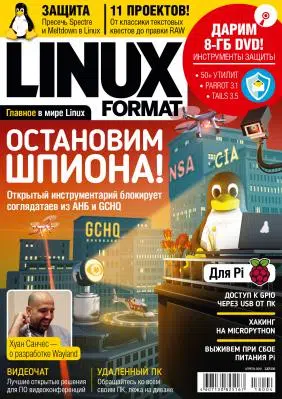 ЗАЩИТА
Пресечь Spectre
и Meltdown в Linux
11 ПРОЕКТОВ!
От классики текстовых
квестов до правки RAW
ДАРИМ
8-ГБ DVD!
ИНСТРУМЕНТЫ ЗАЩИТЫ
• 50+ УТИЛИТ
• PARROT 3.1
• TAILS 3.5
LINUX
FORMAT
Главное в мире Linux
ОСТАНОВИМ
ШПИОНА!
Открытый инструментарий блокирует
соглядатаев из АНБ и GCHQ
NSA
CIA
GCHQ
Для Pi
ДОСТУП К GPIO
ЧЕРЕЗ USB ОТ ПК
ХАКИНГ
НА MICROPYTHON
ВЫЖИВЕМ ПРИ СБОЕ
ПИТАНИЯ Pi
Хуан Санчес —
о разработке Wayland
ВИДЕОЧАТ
Лучшие открытые решения
для ПО видеоконференций
УДАЛЕННЫЙ ПК
Обращайтесь ко всем
своим ПК, лежа на диване